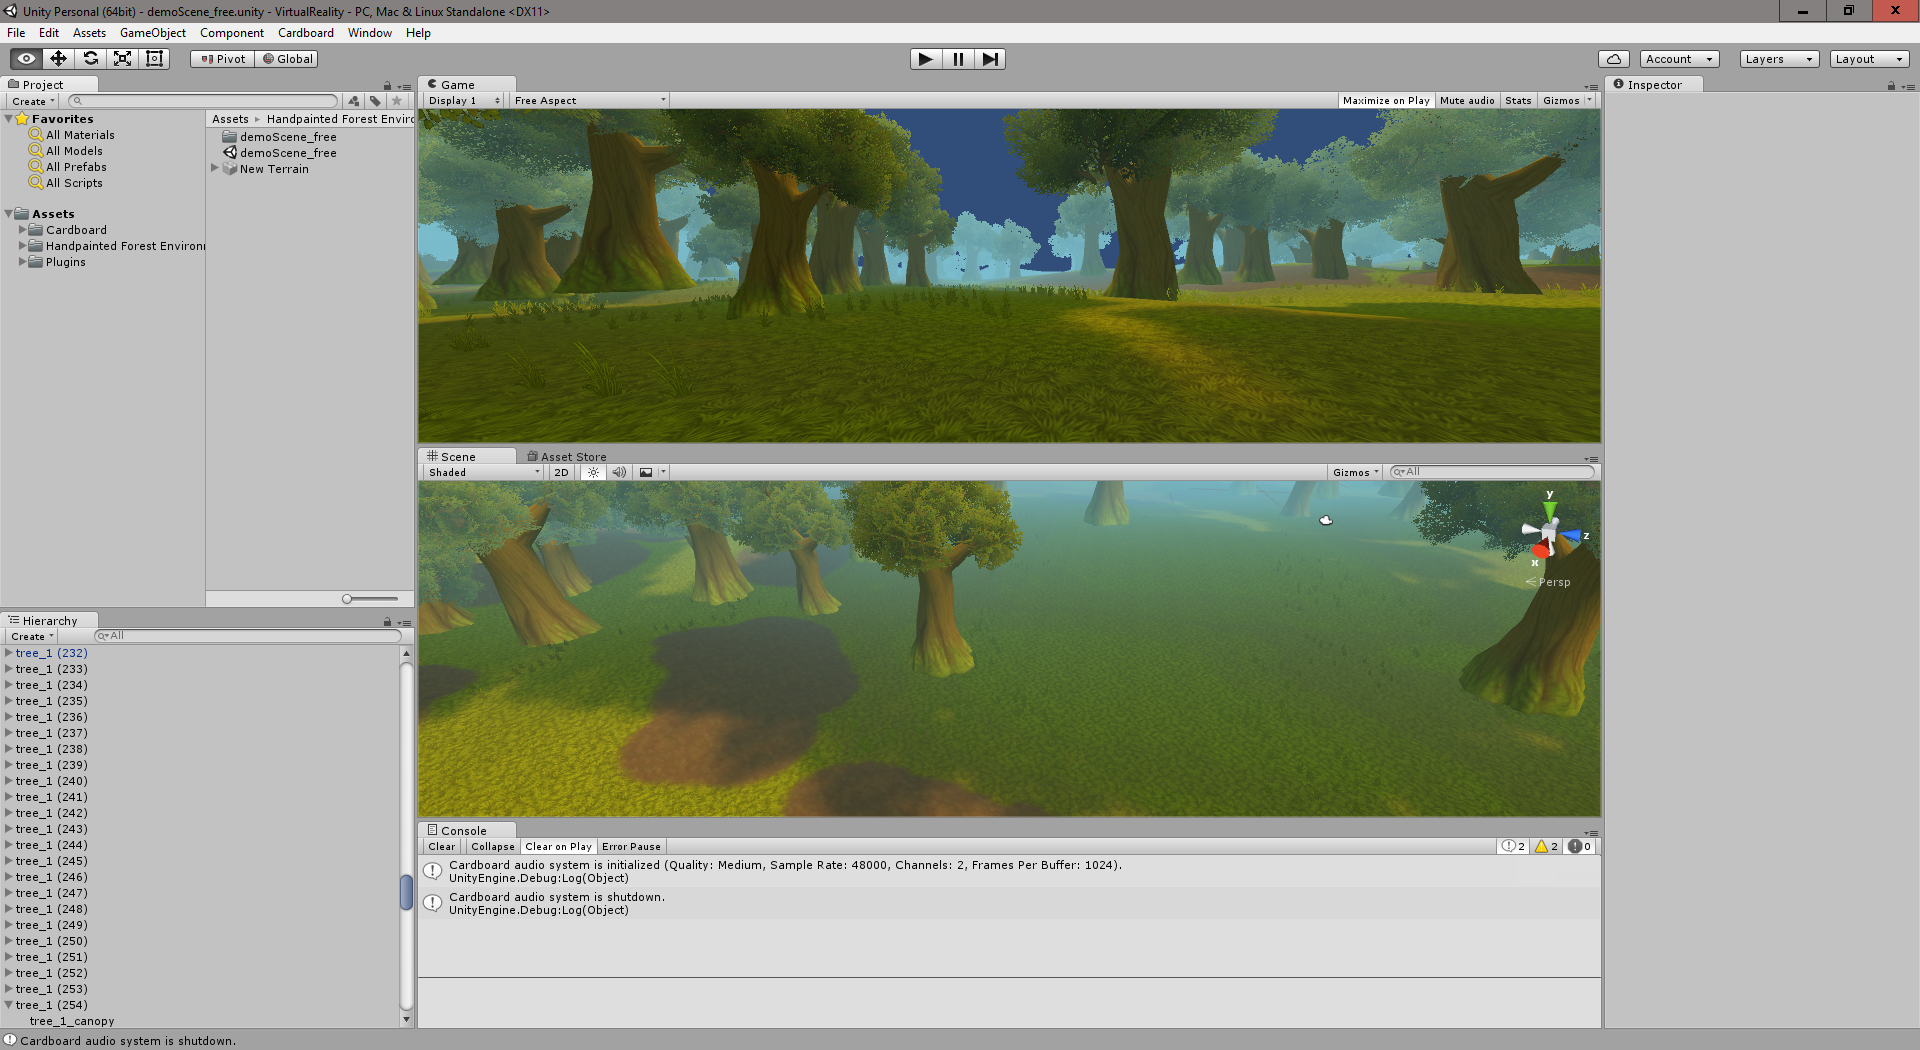 Unity Personal (64bit) - demoScene_free.unity - VirtualReality - PC, Mac & Linux Standalone <DX11>
File Edit Assets GameObject Component Cardboard Window Help
Pivot Global Account Layers Layout
Project
Create
Favorites
All Materials
All Models
All Prefabs
All Scripts
Assets
Cardboard
Handpainted Forest Environ
Plugins
Assets Handpainted Forest Enviro
demoScene_free
demoScene_free
New Terrain
Hierarchy
Create All
tree_1 (232)
tree_1 (233)
tree_1 (234)
tree_1 (235)
tree_1 (236)
tree_1 (237)
tree_1 (238)
tree_1 (239)
tree_1 (240)
tree_1 (241)
tree_1 (242)
tree_1 (243)
tree_1 (244)
tree_1 (245)
tree_1 (246)
tree_1 (247)
tree_1 (248)
tree_1 (249)
tree_1 (250)
tree_1 (251)
tree_1 (252)
tree_1 (253)
tree_1 (254)
tree_1_canopy
Game
Display 1 Free Aspect Maximize on Play Mute audio Stats Gizmos
Scene Asset Store
Shaded 2D Gizmos All
y
z
x
Persp
Console
Clear Collapse Clear on Play Error Pause 2 2 0
Cardboard audio system is initialized (Quality: Medium, Sample Rate: 48000, Channels: 2, Frames Per Buffer: 1024).
UnityEngine.Debug:Log(Object)
Cardboard audio system is shutdown.
UnityEngine.Debug:Log(Object)
Inspector
Cardboard audio system is shutdown.